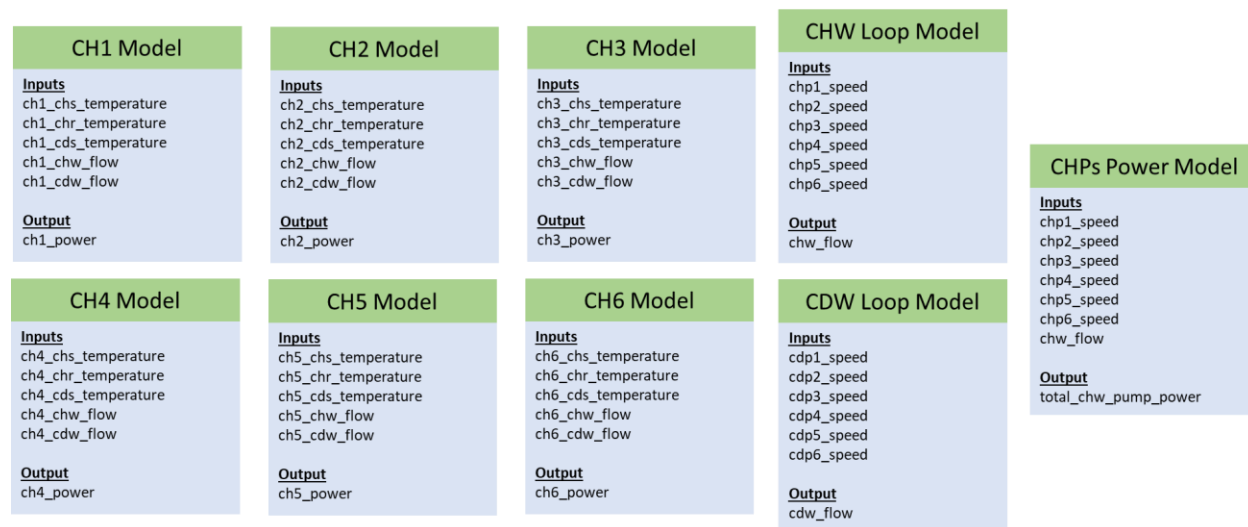 CH1 Model
Inputs
ch1_chs_temperature
ch1_chr_temperature
ch1_cds_temperature
ch1_chw_flow
ch1_cdw_flow
Output
ch1_power
CH2 Model
Inputs
ch2_chs_temperature
ch2_chr_temperature
ch2_cds_temperature
ch2_chw_flow
ch2_cdw_flow
Output
ch2_power
CH3 Model
Inputs
ch3_chs_temperature
ch3_chr_temperature
ch3_cds_temperature
ch3_chw_flow
ch3_cdw_flow
Output
ch3_power
CHW Loop Model
Inputs
chp1_speed
chp2_speed
chp3_speed
chp4_speed
chp5_speed
chp6_speed
Output
chw_flow
CHPs Power Model
Inputs
chp1_speed
chp2_speed
chp3_speed
chp4_speed
chp5_speed
chp6_speed
chw_flow
Output
total_chw_pump_power
CH4 Model
Inputs
ch4_chs_temperature
ch4_chr_temperature
ch4_cds_temperature
ch4_chw_flow
ch4_cdw_flow
Output
ch4_power
CH5 Model
Inputs
ch5_chs_temperature
ch5_chr_temperature
ch5_cds_temperature
ch5_chw_flow
ch5_cdw_flow
Output
ch5_power
CH6 Model
Inputs
ch6_chs_temperature
ch6_chr_temperature
ch6_cds_temperature
ch6_chw_flow
ch6_cdw_flow
Output
ch6_power
CDW Loop Model
Inputs
cdp1_speed
cdp2_speed
cdp3_speed
cdp4_speed
cdp5_speed
cdp6_speed
Output
cdw_flow